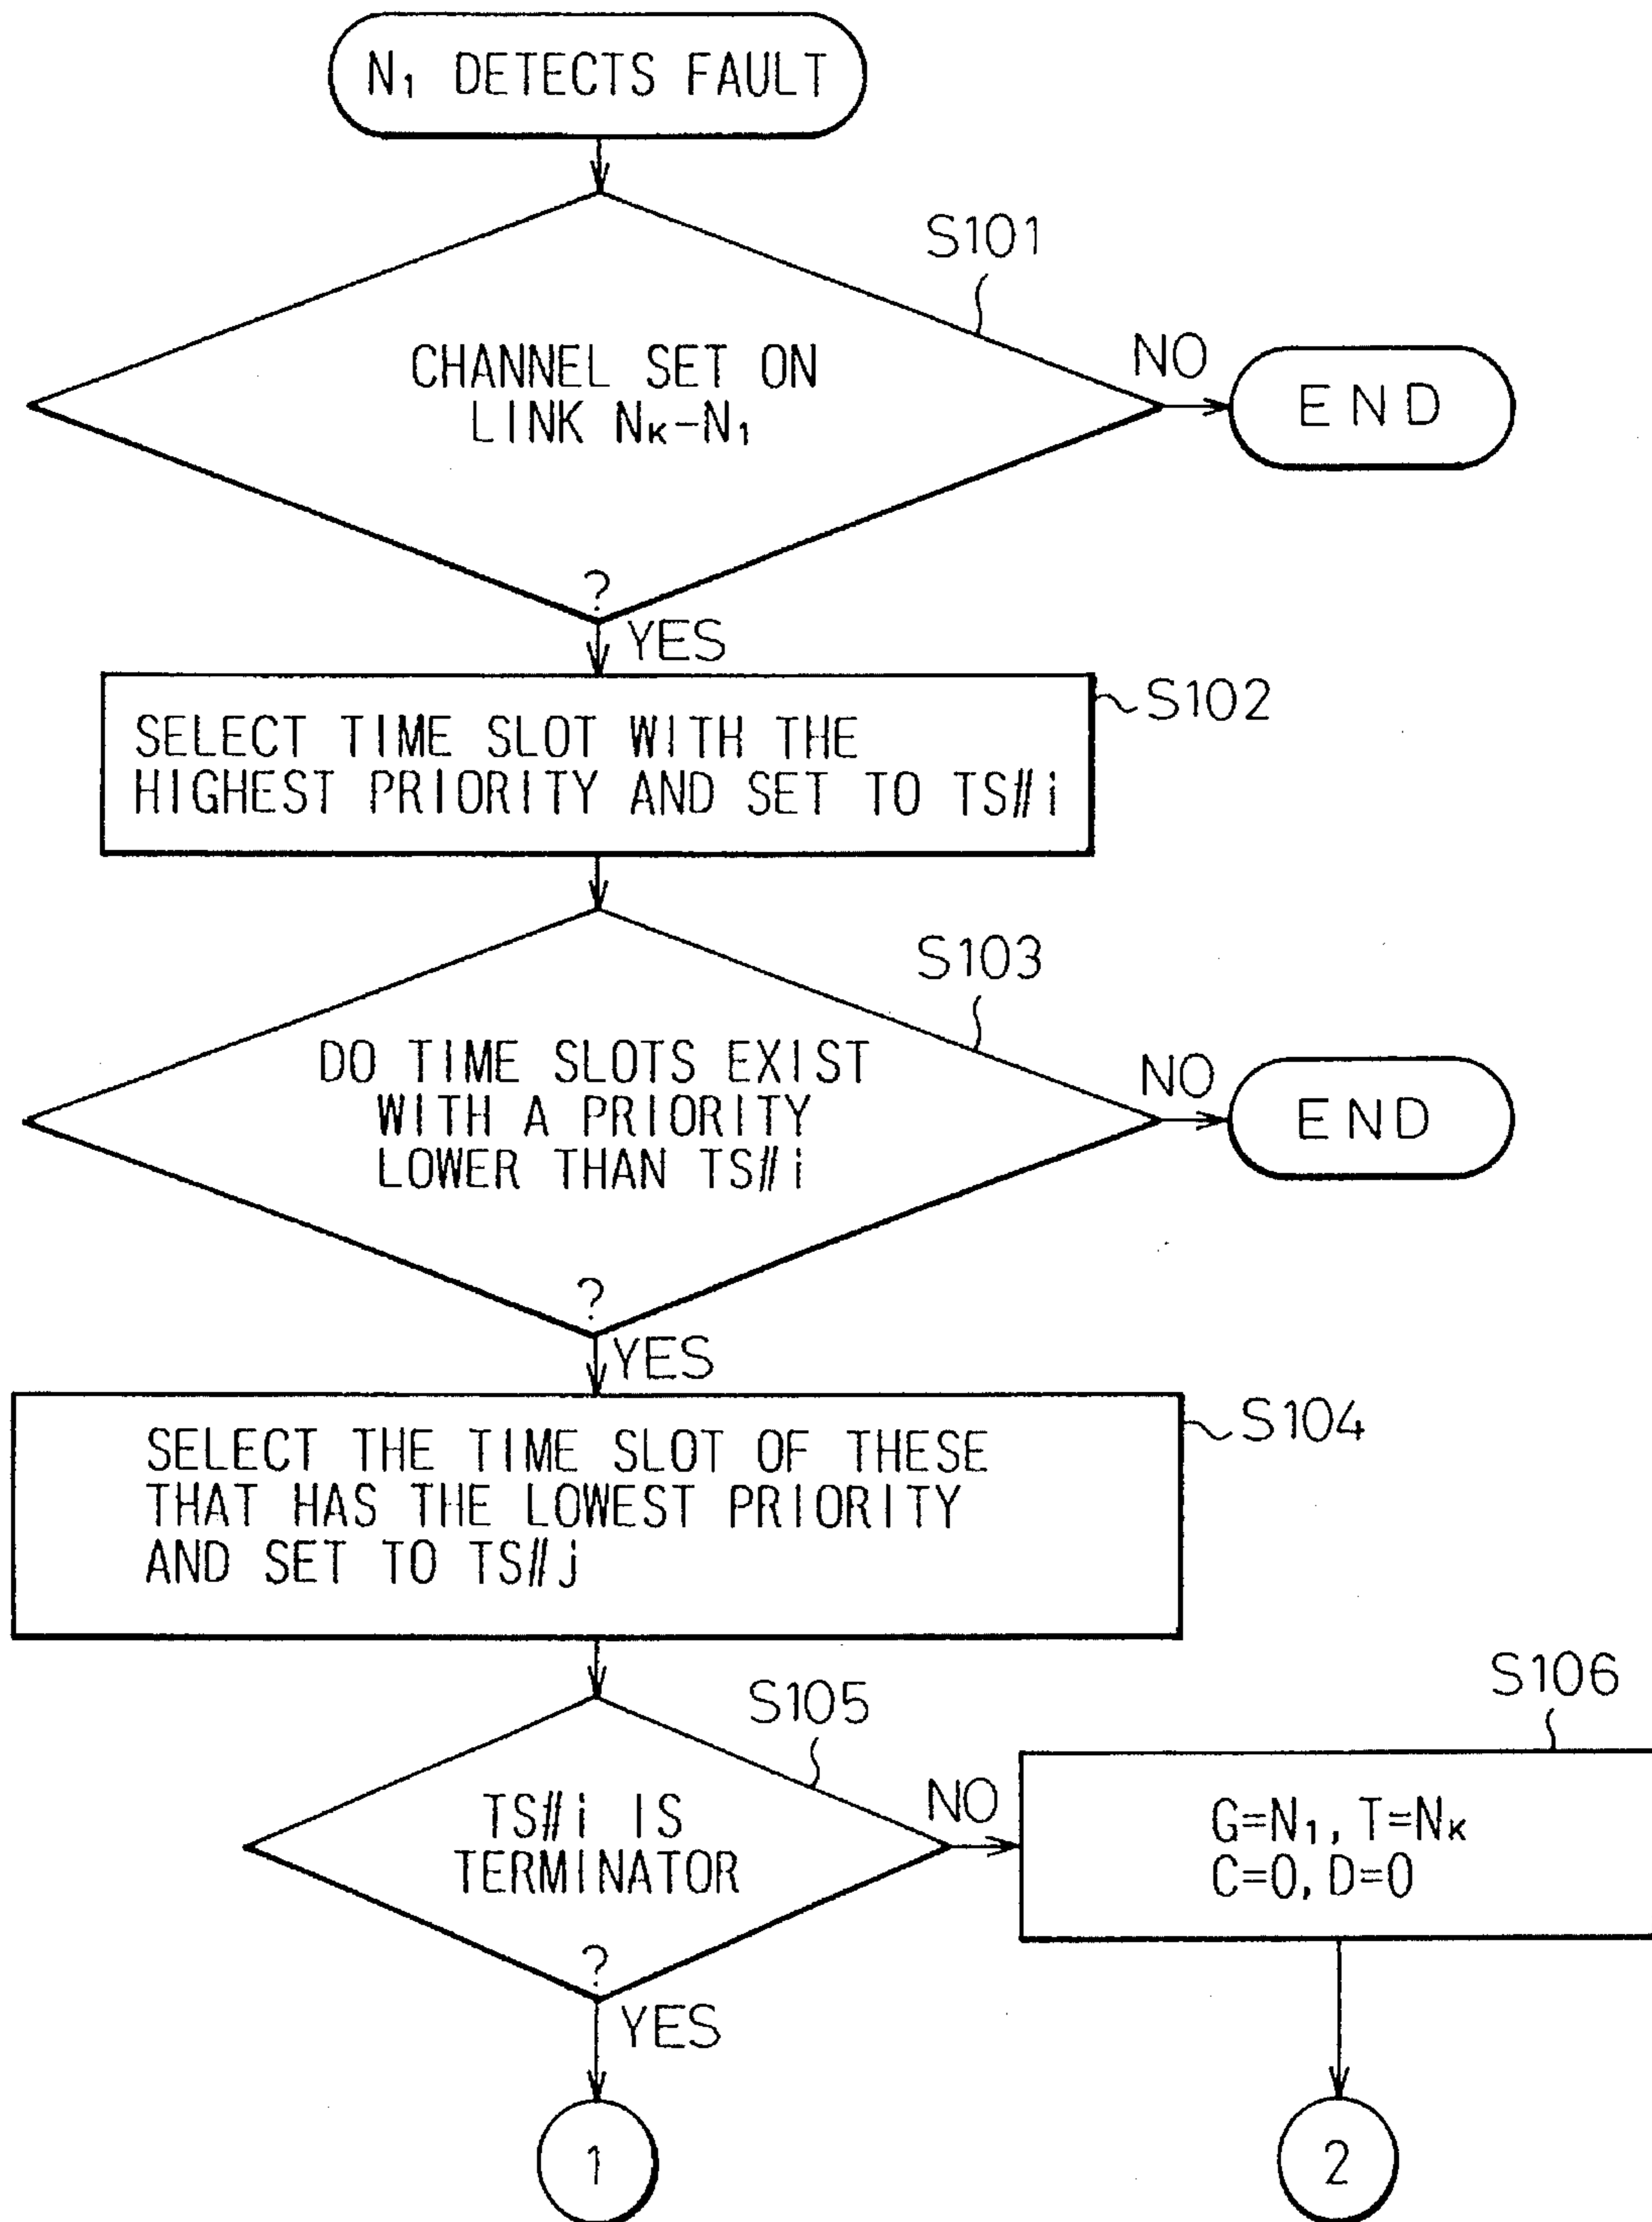 N₁ DETECTS FAULT
S101
CHANNEL SET ON
LINK Nₖ-N₁
?
NO
END
YES
SELECT TIME SLOT WITH THE
HIGHEST PRIORITY AND SET TO TS#i
S102
S103
DO TIME SLOTS EXIST
WITH A PRIORITY
LOWER THAN TS#i
?
NO
END
YES
SELECT THE TIME SLOT OF THESE
THAT HAS THE LOWEST PRIORITY
AND SET TO TS#j
S104
S105
TS#i IS
TERMINATOR
?
NO
S106
G=N₁, T=Nₖ
C=0, D=0
YES
1
2